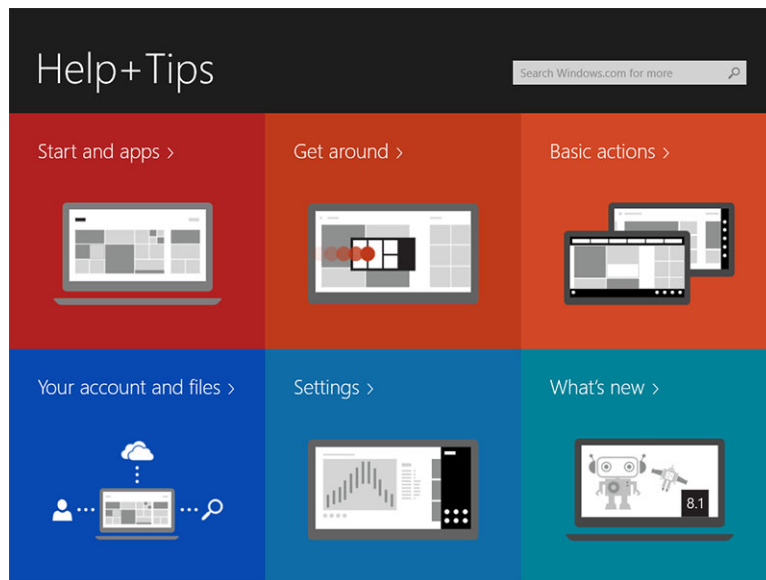 Help+Tips
Search Windows.com for more
Start and apps >
Get around >
Basic actions >
Your account and files >
Settings >
What's new >
8.1